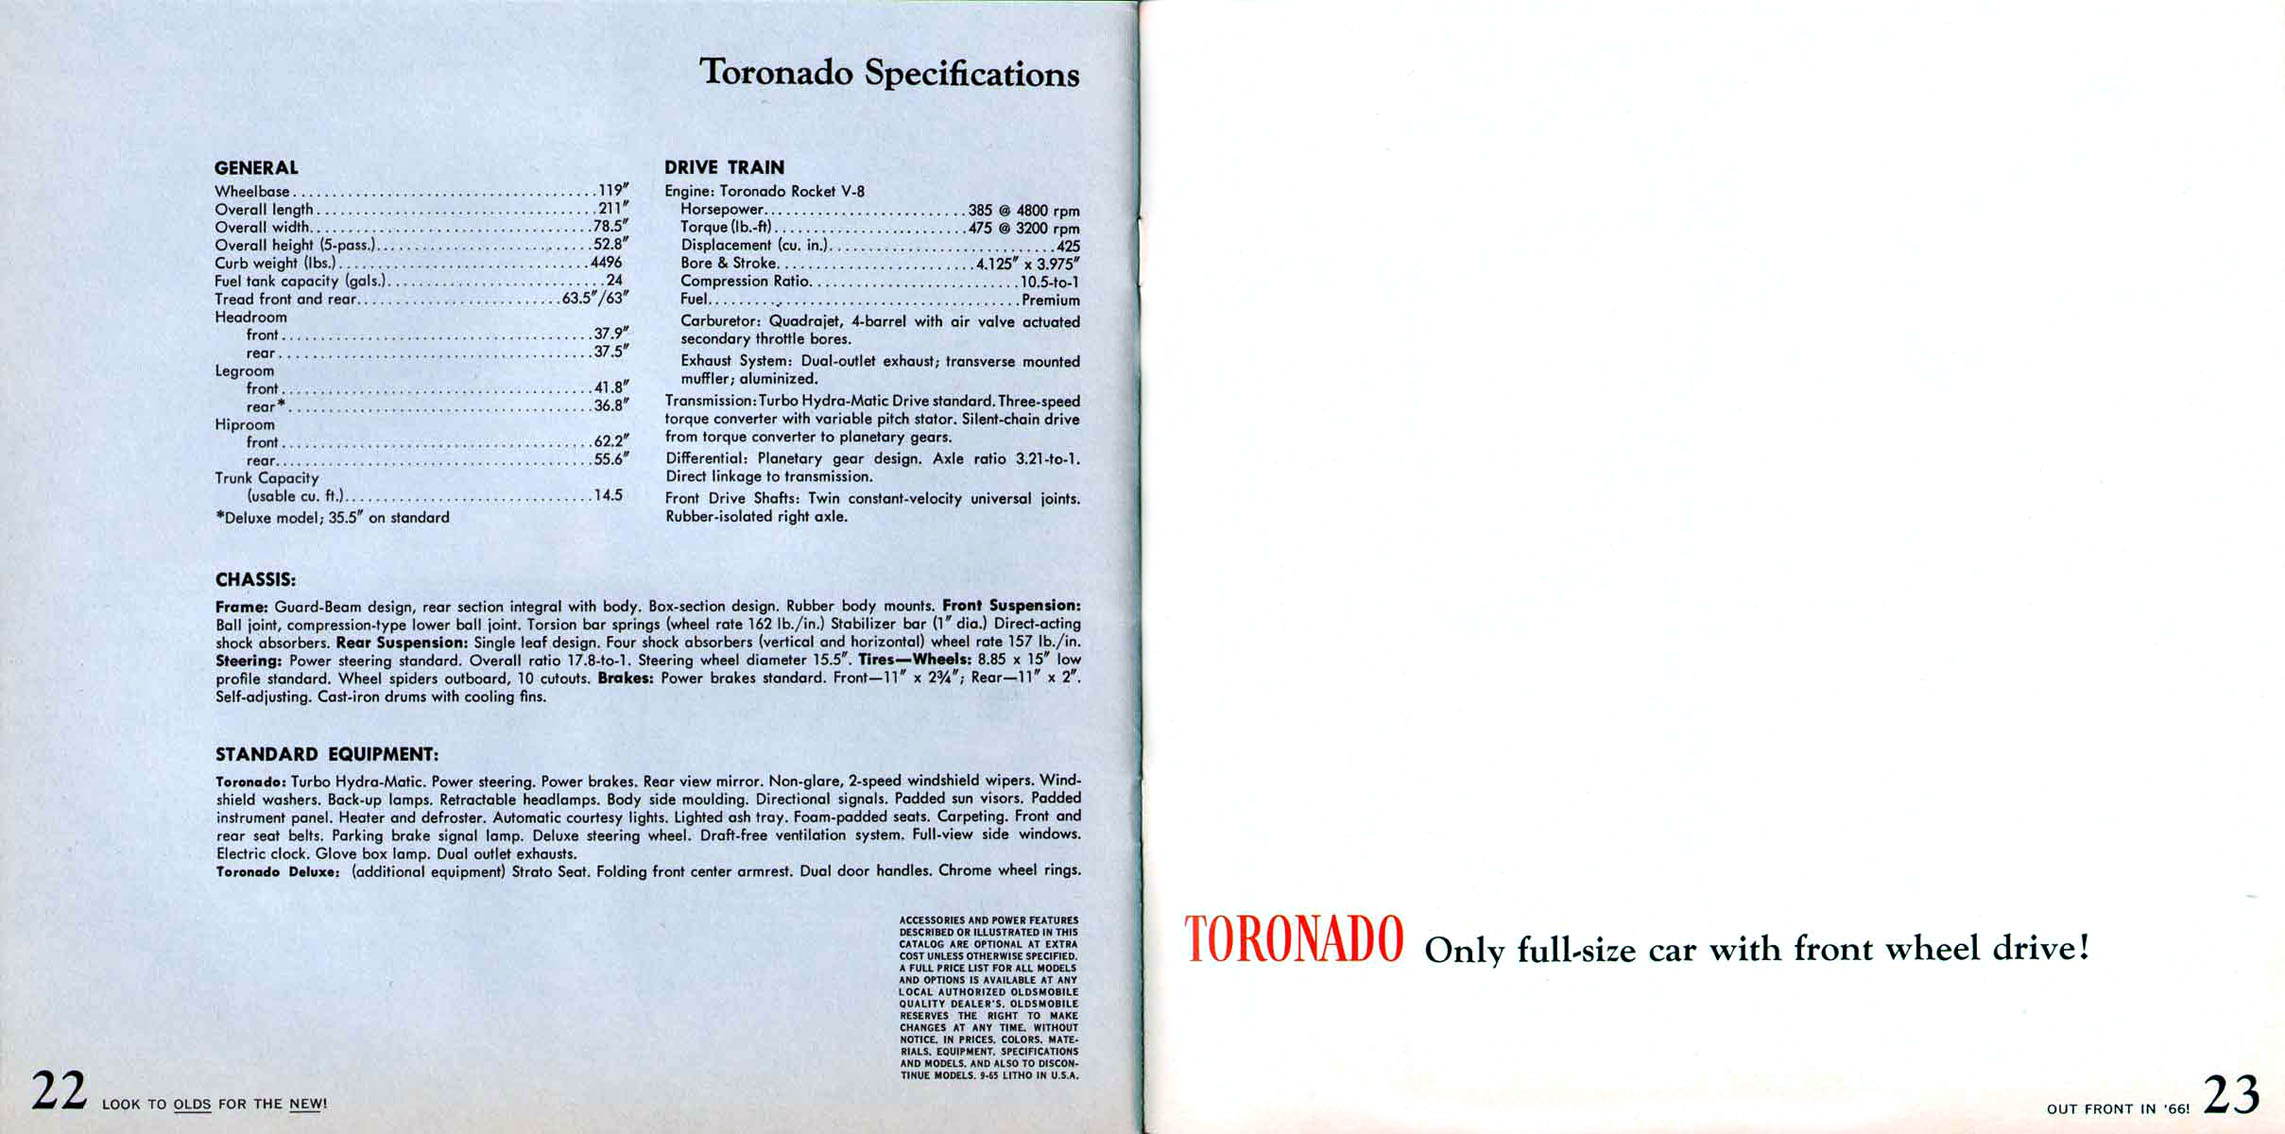 Toronado Specifications
GENERAL
Wheelbase......119"
Overall length......211"
Overall width......78.5"
Overall height (5-pass.)......52.8"
Curb weight (lbs.)......4496
Fuel tank capacity (gals.)......24
Tread front and rear......63.5"/63"
Headroom
front......37.9"
rear......37.5"
Legroom
front......41.8"
rear*......36.8"
Hiproom
front......62.2"
rear......55.6"
Trunk Capacity
(usable cu. ft.)......14.5
*Deluxe model; 35.5" on standard
DRIVE TRAIN
Engine: Toronado Rocket V-8
Horsepower......385 @ 4800 rpm
Torque (lb.-ft)......475 @ 3200 rpm
Displacement (cu. in.)......425
Bore & Stroke......4.125" x 3.975"
Compression Ratio......10.5-to-1
Fuel......Premium
Carburetor: Quadrajet, 4-barrel with air valve actuated
secondary throttle bores.
Exhaust System: Dual-outlet exhaust; transverse mounted
muffler; aluminized.
Transmission: Turbo Hydra-Matic Drive standard. Three-speed
torque converter with variable pitch stator. Silent-chain drive
from torque converter to planetary gears.
Differential: Planetary gear design. Axle ratio 3.21-to-1.
Direct linkage to transmission.
Front Drive Shafts: Twin constant-velocity universal joints.
Rubber-isolated right axle.
CHASSIS:
Frame: Guard-Beam design, rear section integral with body. Box-section design. Rubber body mounts. Front Suspension:
Ball joint, compression-type lower ball joint. Torsion bar springs (wheel rate 162 lb./in.) Stabilizer bar (1" dia.) Direct-acting
shock absorbers. Rear Suspension: Single leaf design. Four shock absorbers (vertical and horizontal) wheel rate 157 lb./in.
Steering: Power steering standard. Overall ratio 17.8-to-1. Steering wheel diameter 15.5". Tires—Wheels: 8.85 x 15" low
profile standard. Wheel spiders outboard, 10 cutouts. Brakes: Power brakes standard. Front—11" x 2¾"; Rear—11" x 2".
Self-adjusting. Cast-iron drums with cooling fins.
STANDARD EQUIPMENT:
Toronado: Turbo Hydra-Matic. Power steering. Power brakes. Rear view mirror. Non-glare, 2-speed windshield wipers. Wind-
shield washers. Back-up lamps. Retractable headlamps. Body side moulding. Directional signals. Padded sun visors. Padded
instrument panel. Heater and defroster. Automatic courtesy lights. Lighted ash tray. Foam-padded seats. Carpeting. Front and
rear seat belts. Parking brake signal lamp. Deluxe steering wheel. Draft-free ventilation system. Full-view side windows.
Electric clock. Glove box lamp. Dual outlet exhausts.
Toronado Deluxe: (additional equipment) Strato Seat. Folding front center armrest. Dual door handles. Chrome wheel rings.
ACCESSORIES AND POWER FEATURES
DESCRIBED OR ILLUSTRATED IN THIS
CATALOG ARE OPTIONAL AT EXTRA
COST UNLESS OTHERWISE SPECIFIED.
A FULL PRICE LIST FOR ALL MODELS
AND OPTIONS IS AVAILABLE AT ANY
LOCAL AUTHORIZED OLDSMOBILE
QUALITY DEALER'S. OLDSMOBILE
RESERVES THE RIGHT TO MAKE
CHANGES AT ANY TIME, WITHOUT
NOTICE, IN PRICES, COLORS, MATE-
RIALS, EQUIPMENT, SPECIFICATIONS
AND MODELS, AND ALSO TO DISCON-
TINUE MODELS. 9-65 LITHO IN U.S.A.
22 LOOK TO OLDS FOR THE NEW!
TORONADO Only full-size car with front wheel drive!
OUT FRONT IN '66! 23